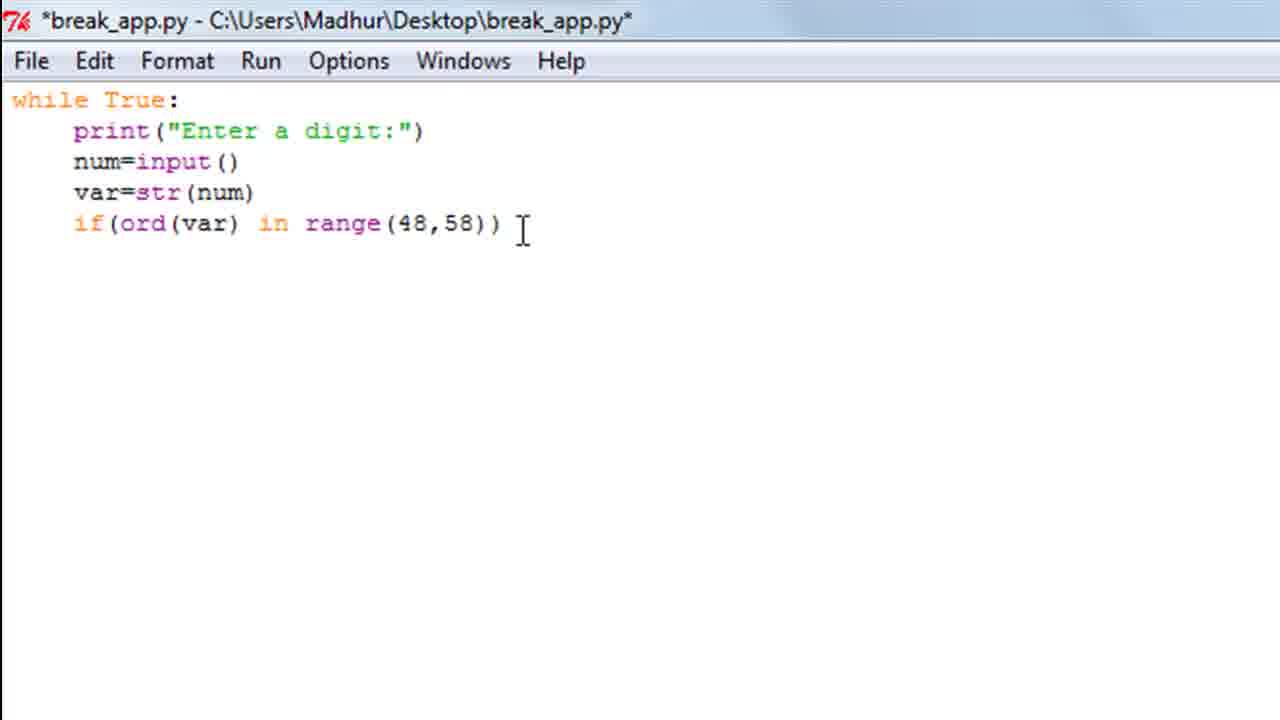 *break_app.py - C:\Users\Madhur\Desktop\break_app.py*
File Edit Format Run Options Windows Help
while True:
    print("Enter a digit:")
    num=input()
    var=str(num)
    if(ord(var) in range(48,58))